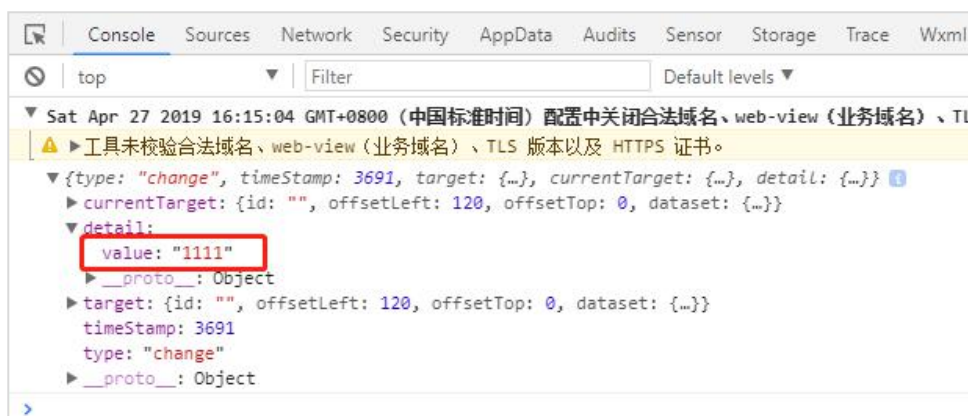 Console Sources Network Security AppData Audits Sensor Storage Trace Wxml
top ▼ Filter Default levels ▼
▼ Sat Apr 27 2019 16:15:04 GMT+0800 (中国标准时间) 配置中关闭合法域名、web-view（业务域名）、TL
▶工具未校验合法域名、web-view（业务域名）、TLS 版本以及 HTTPS 证书。
▼{type: "change", timeStamp: 3691, target: {…}, currentTarget: {…}, detail: {…}}
▶currentTarget: {id: "", offsetLeft: 120, offsetTop: 0, dataset: {…}}
▼detail:
value: "1111"
▶__proto__: Object
▶target: {id: "", offsetLeft: 120, offsetTop: 0, dataset: {…}}
timeStamp: 3691
type: "change"
▶__proto__: Object
>